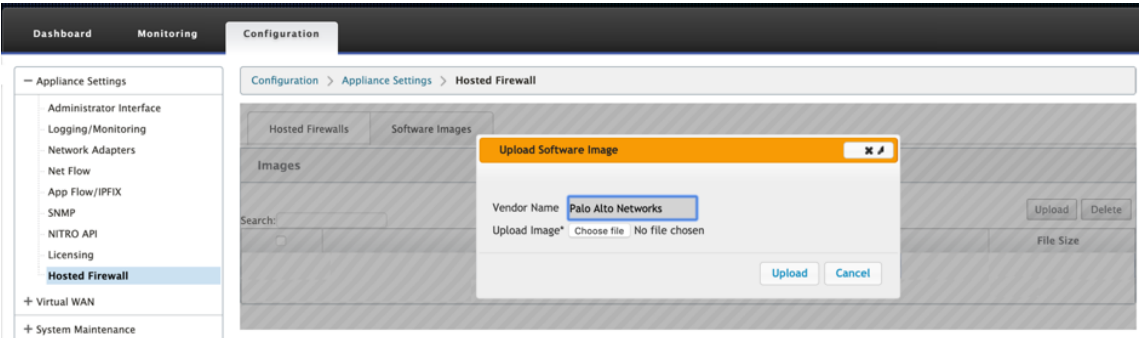 Dashboard Monitoring Configuration
Appliance Settings
Administrator Interface
Logging/Monitoring
Network Adapters
Net Flow
App Flow/IPFIX
SNMP
NITRO API
Licensing
Hosted Firewall
+ Virtual WAN
+ System Maintenance
Configuration > Appliance Settings > Hosted Firewall
Hosted Firewalls Software Images
Images
Search:
Upload Delete
File Size
Upload Software Image
Vendor Name Palo Alto Networks
Upload Image* Choose file No file chosen
Upload Cancel